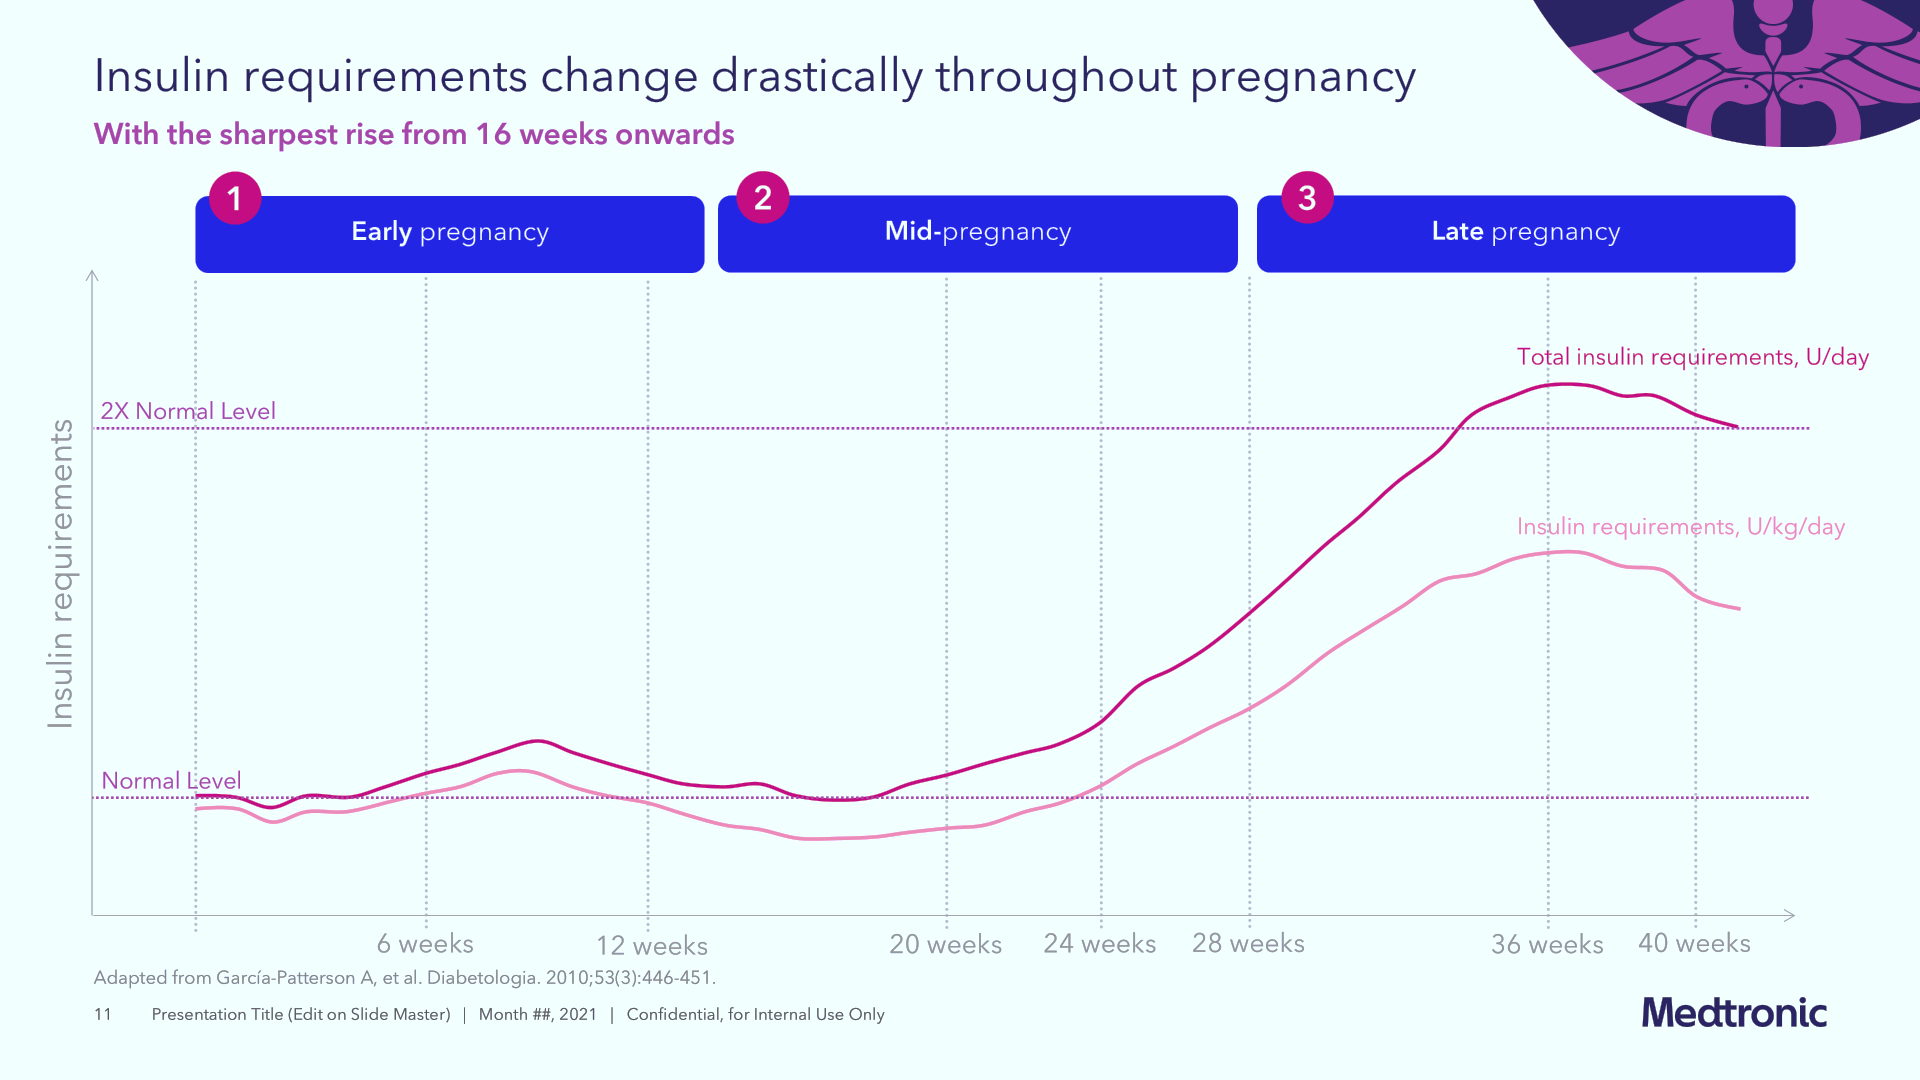 Insulin requirements change drastically throughout pregnancy
With the sharpest rise from 16 weeks onwards
1
Early pregnancy
2
Mid-pregnancy
3
Late pregnancy
Total insulin requirements, U/day
2X Normal Level
Insulin requirements
Insulin requirements, U/kg/day
Normal Level
6 weeks
12 weeks
20 weeks
24 weeks
28 weeks
36 weeks
40 weeks
Adapted from García-Patterson A, et al. Diabetologia. 2010;53(3):446-451.
11 Presentation Title (Edit on Slide Master) | Month ##, 2021 | Confidential, for Internal Use Only
Medtronic